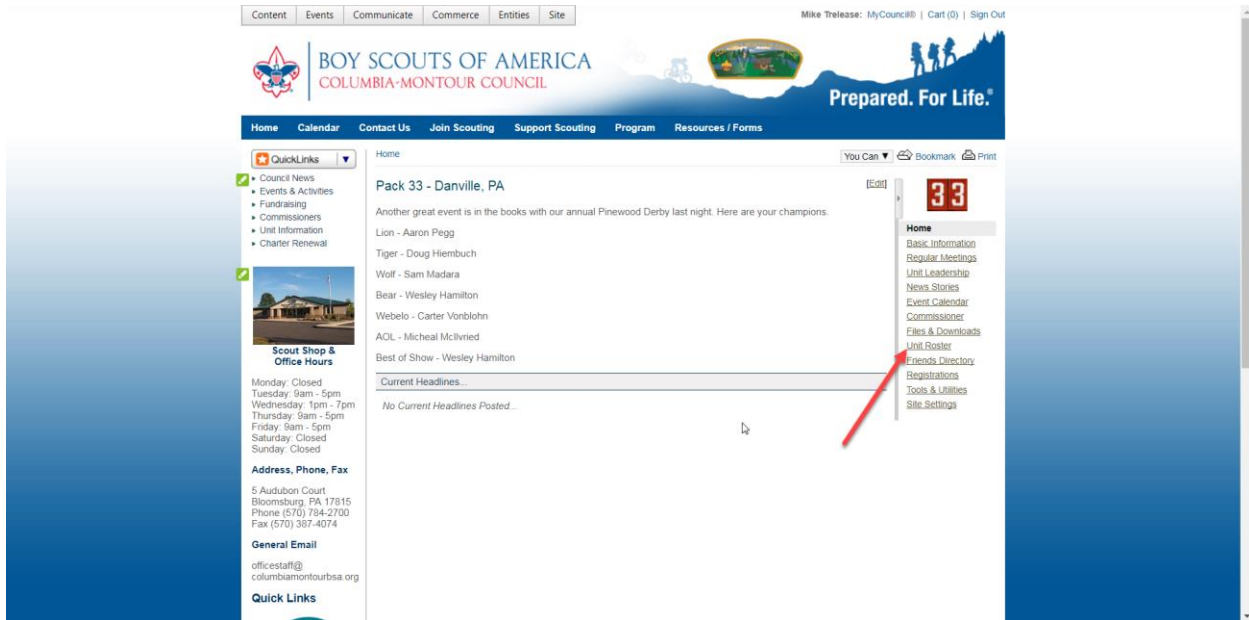 Content Events Communicate Commerce Entities Site
Mike Trelease: MyCouncil® | Cart (0) | Sign Out
BOY SCOUTS OF AMERICA
COLUMBIA-MONTOUR COUNCIL
Prepared. For Life.®
Home Calendar Contact Us Join Scouting Support Scouting Program Resources / Forms
QuickLinks
Council News
Events & Activities
Fundraising
Commissioners
Unit Information
Charter Renewal
Scout Shop &
Office Hours
Monday: Closed
Tuesday: 9am - 5pm
Wednesday: 1pm - 7pm
Thursday: 9am - 5pm
Friday: 9am - 5pm
Saturday: Closed
Sunday: Closed
Address, Phone, Fax
5 Audubon Court
Bloomsburg, PA 17815
Phone (570) 784-2700
Fax (570) 387-4074
General Email
officestaff@
columbiamontourbsa.org
Quick Links
Home
You Can ▼ Bookmark Print
Pack 33 - Danville, PA
[Edit]
Another great event is in the books with our annual Pinewood Derby last night. Here are your champions.
Lion - Aaron Pegg
Tiger - Doug Hiembuch
Wolf - Sam Madara
Bear - Wesley Hamilton
Webelo - Carter Vonblohn
AOL - Micheal McIlvried
Best of Show - Wesley Hamilton
Current Headlines...
No Current Headlines Posted...
33
Home
Basic Information
Regular Meetings
Unit Leadership
News Stories
Event Calendar
Commissioner
Files & Downloads
Unit Roster
Friends Directory
Registrations
Tools & Utilities
Site Settings